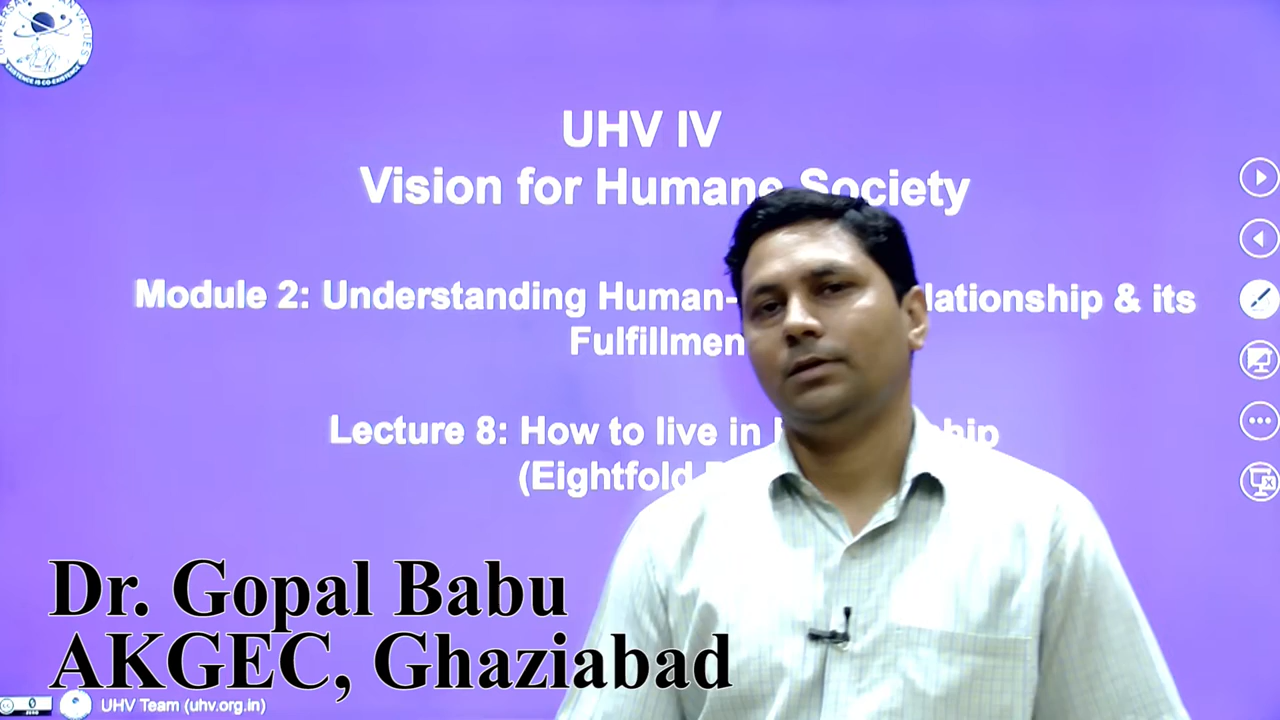 UHV IV
Vision for Humane Society
Module 2: Understanding Human- lationship & its
Fulfillmen
Lecture 8: How to live in hip
(Eightfold
Dr. Gopal Babu
AKGEC, Ghaziabad
UHV Team (uhv.org.in)